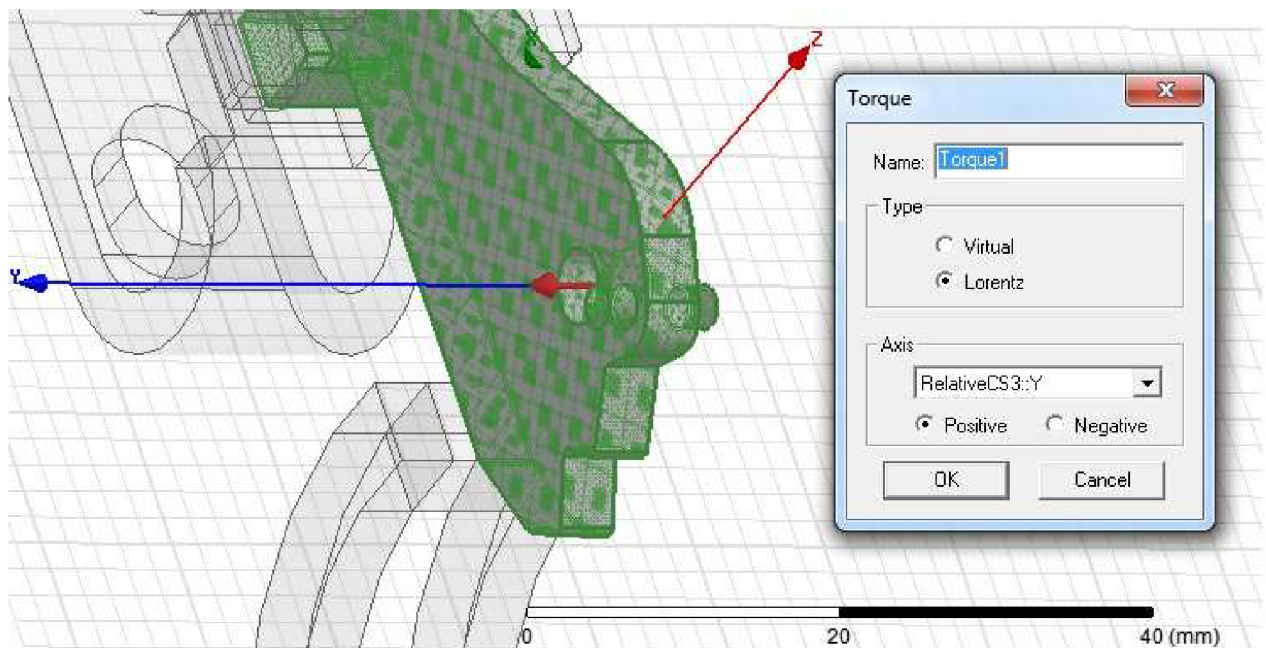 Z
Torque
Name: Torque1
Type
Virtual
Lorentz
Y
Axis
RelativeCS3::Y
Positive Negative
OK Cancel
0 20 40 (mm)